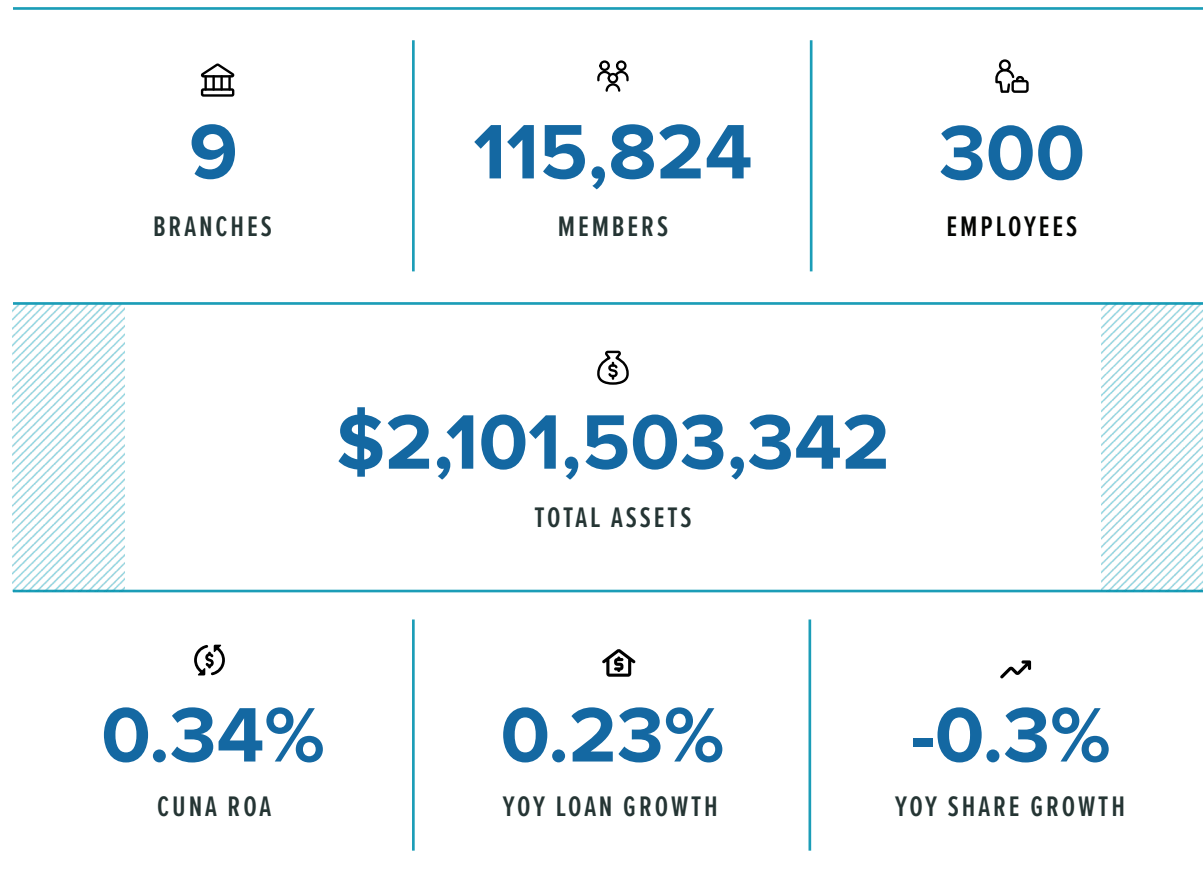 9
115,824
300
BRANCHES
MEMBERS
EMPLOYEES
$2,101,503,342
TOTAL ASSETS
0.34%
0.23%
-0.3%
CUNA ROA
YOY LOAN GROWTH
YOY SHARE GROWTH